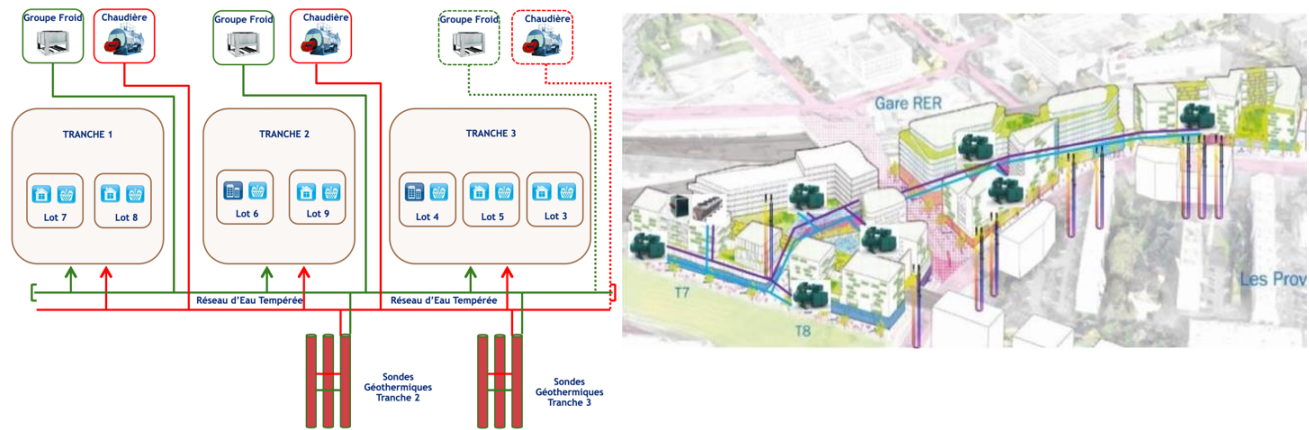 Groupe Froid
Chaudière
Groupe Froid
Chaudière
Groupe Froid
Chaudière
TRANCHE 1
TRANCHE 2
TRANCHE 3
Lot 7
Lot 8
Lot 6
Lot 9
Lot 4
Lot 5
Lot 3
Réseau d'Eau Tempérée
Réseau d'Eau Tempérée
Sondes
Géothermiques
Tranche 2
Sondes
Géothermiques
Tranche 3
Gare RER
T7
T8
Les Prov